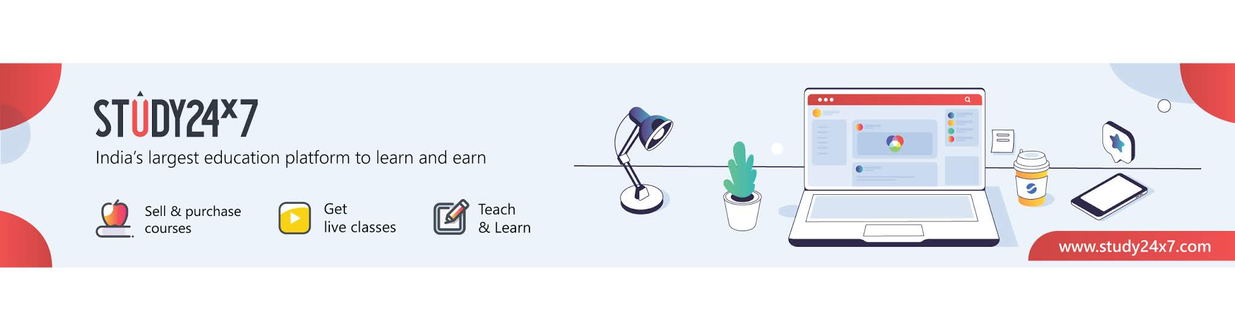 STUDY24x7
India's largest education platform to learn and earn
Sell & purchase
courses
Get
live classes
Teach
& Learn
www.study24x7.com